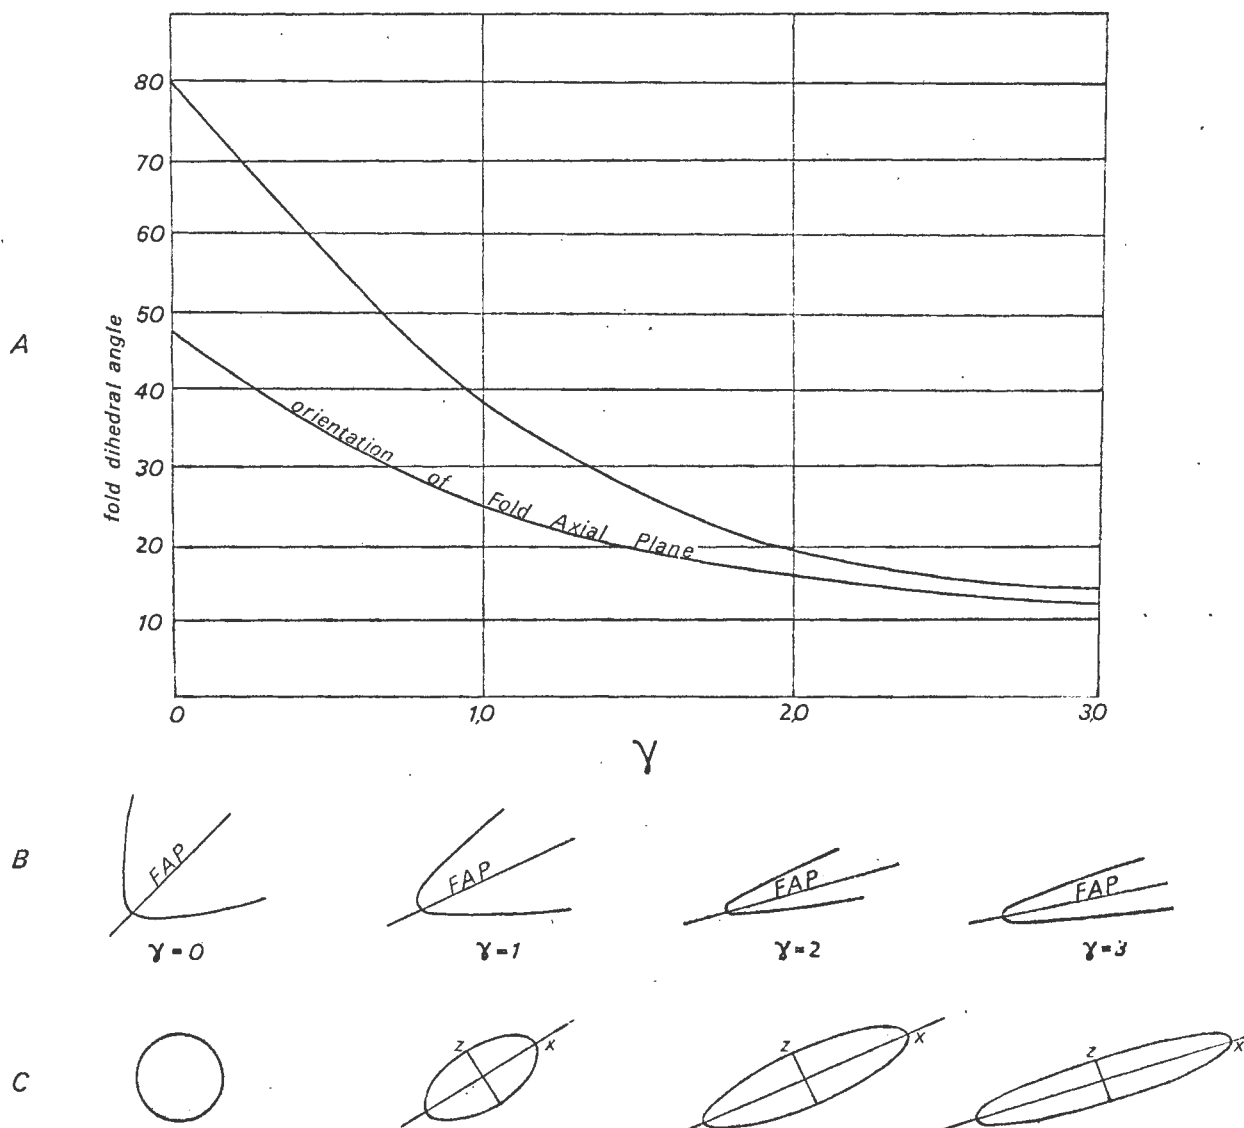 A
fold dihedral angle
80
70
60
50
40
30
20
10
orientation of Fold Axial Plane
0 1,0 2,0 3,0
γ
B
FAP FAP FAP FAP
γ=0 γ=1 γ=2 γ=3
C
z x z x z x